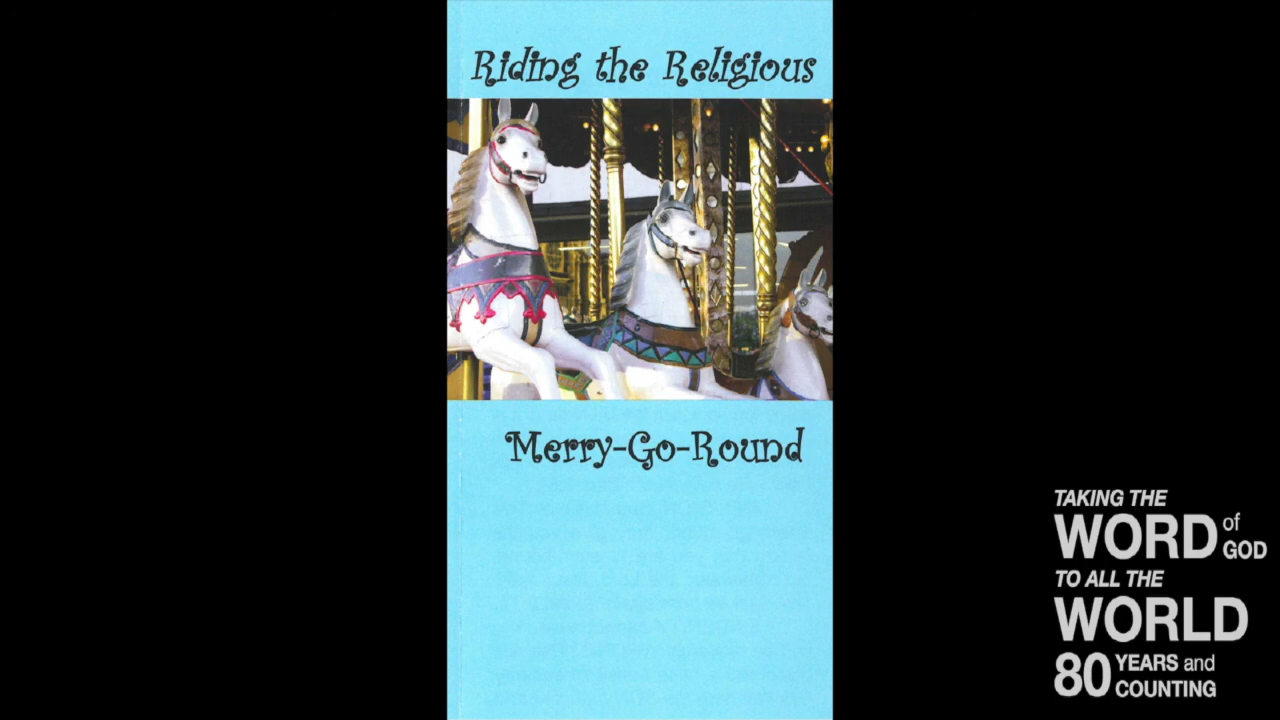 Riding the Religious
Merry-Go-Round
TAKING THE
WORD of GOD
TO ALL THE
WORLD
80 YEARS and
COUNTING